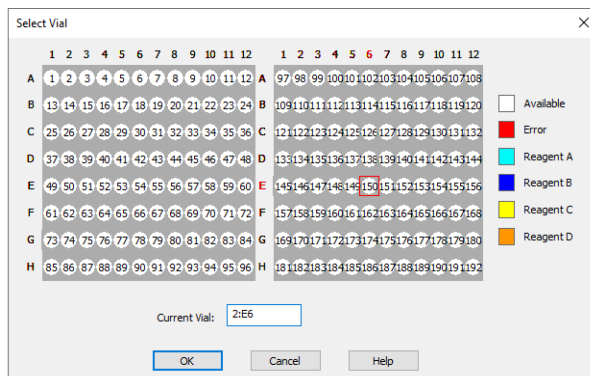 Select Vial
1 2 3 4 5 6 7 8 9 10 11 12 1 2 3 4 5 6 7 8 9 10 11 12
A 1 2 3 4 5 6 7 8 9 10 11 12 A 97 98 99 100 101 102 103 104 105 106 107 108
B 13 14 15 16 17 18 19 20 21 22 23 24 B 109 110 111 112 113 114 115 116 117 118 119 120
C 25 26 27 28 29 30 31 32 33 34 35 36 C 121 122 123 124 125 126 127 128 129 130 131 132
D 37 38 39 40 41 42 43 44 45 46 47 48 D 133 134 135 136 137 138 139 140 141 142 143 144
E 49 50 51 52 53 54 55 56 57 58 59 60 E 145 146 147 148 149 150 151 152 153 154 155 156
F 61 62 63 64 65 66 67 68 69 70 71 72 F 157 158 159 160 161 162 163 164 165 166 167 168
G 73 74 75 76 77 78 79 80 81 82 83 84 G 169 170 171 172 173 174 175 176 177 178 179 180
H 85 86 87 88 89 90 91 92 93 94 95 96 H 181 182 183 184 185 186 187 188 189 190 191 192
Available
Error
Reagent A
Reagent B
Reagent C
Reagent D
Current Vial: 2:E6
OK Cancel Help